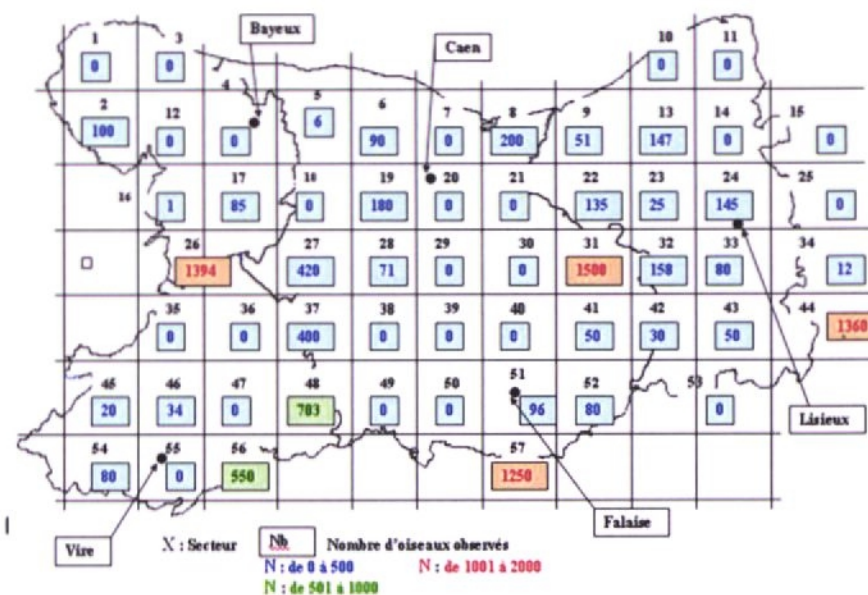 Bayeux
Caen
1 3 10 11
0 0 0 0
2 12 4 5 6 7 8 9 13 14 15
100 0 0 6 90 0 200 51 147 0 0
16 17 18 19 20 21 22 23 24 25
1 85 0 180 0 0 135 25 145 0
26 27 28 29 30 31 32 33 34
1394 420 71 0 0 1500 158 80 12
35 36 37 38 39 40 41 42 43 44
0 0 400 0 0 0 50 30 50 1360
45 46 47 48 49 50 51 52 53
20 34 0 703 0 0 96 80 0
Lisieux
54 55 56 57
80 0 550 1250
Falaise
Vire
X : Secteur Nb Nombre d'oiseaux observés
N : de 0 à 500 N : de 1001 à 2000
N : de 501 à 1000